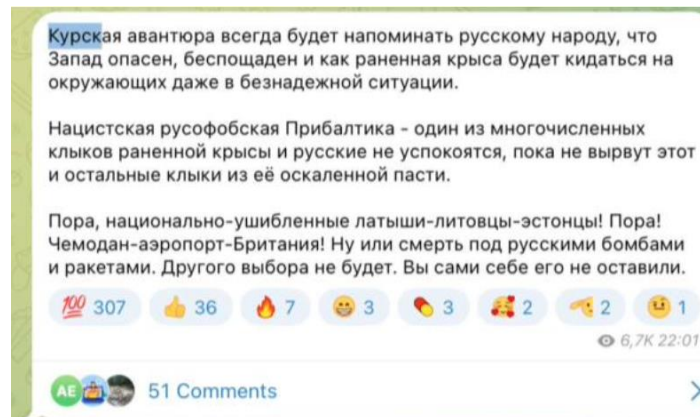 Курская авантюра всегда будет напоминать русскому народу, что
Запад опасен, беспощаден и как раненная крыса будет кидаться на
окружающих даже в безнадежной ситуации.
Нацистская русофобская Прибалтика - один из многочисленных
клыков раненной крысы и русские не успокоятся, пока не вырвут этот
и остальные клыки из её оскаленной пасти.
Пора, национально-ушибленные латыши-литовцы-эстонцы! Пора!
Чемодан-аэропорт-Британия! Ну или смерть под русскими бомбами
и ракетами. Другого выбора не будет. Вы сами себе его не оставили.
💯 307 👍 36 🔥 7 😁 3 💊 3 🥰 2 🫗 2 🤨 1
6,7K 22:01
AE 51 Comments